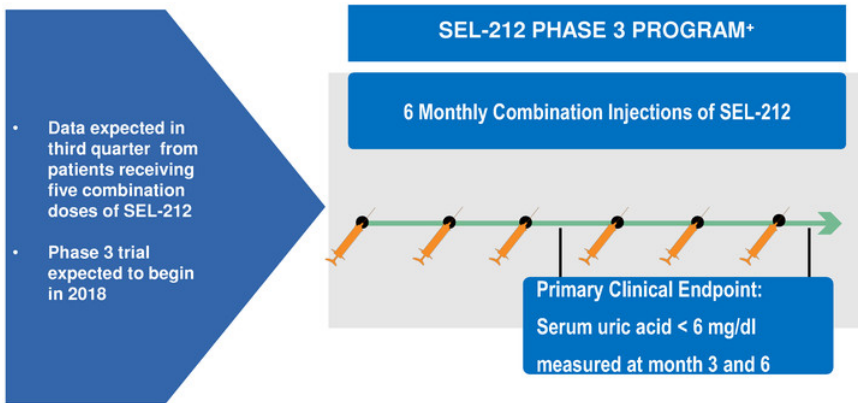 • Data expected in
third quarter from
patients receiving
five combination
doses of SEL-212
• Phase 3 trial
expected to begin
in 2018
SEL-212 PHASE 3 PROGRAM+
6 Monthly Combination Injections of SEL-212
Primary Clinical Endpoint:
Serum uric acid < 6 mg/dl
measured at month 3 and 6